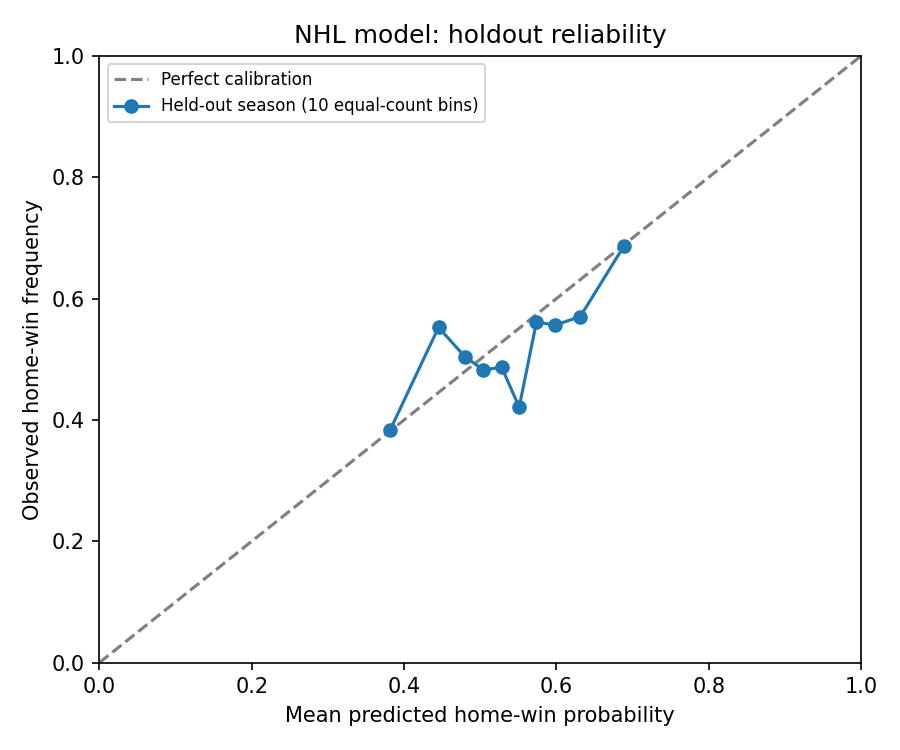 NHL model: holdout reliability
Perfect calibration
Held-out season (10 equal-count bins)
Observed home-win frequency
1.0
0.8
0.6
0.4
0.2
0.0
0.0 0.2 0.4 0.6 0.8 1.0
Mean predicted home-win probability